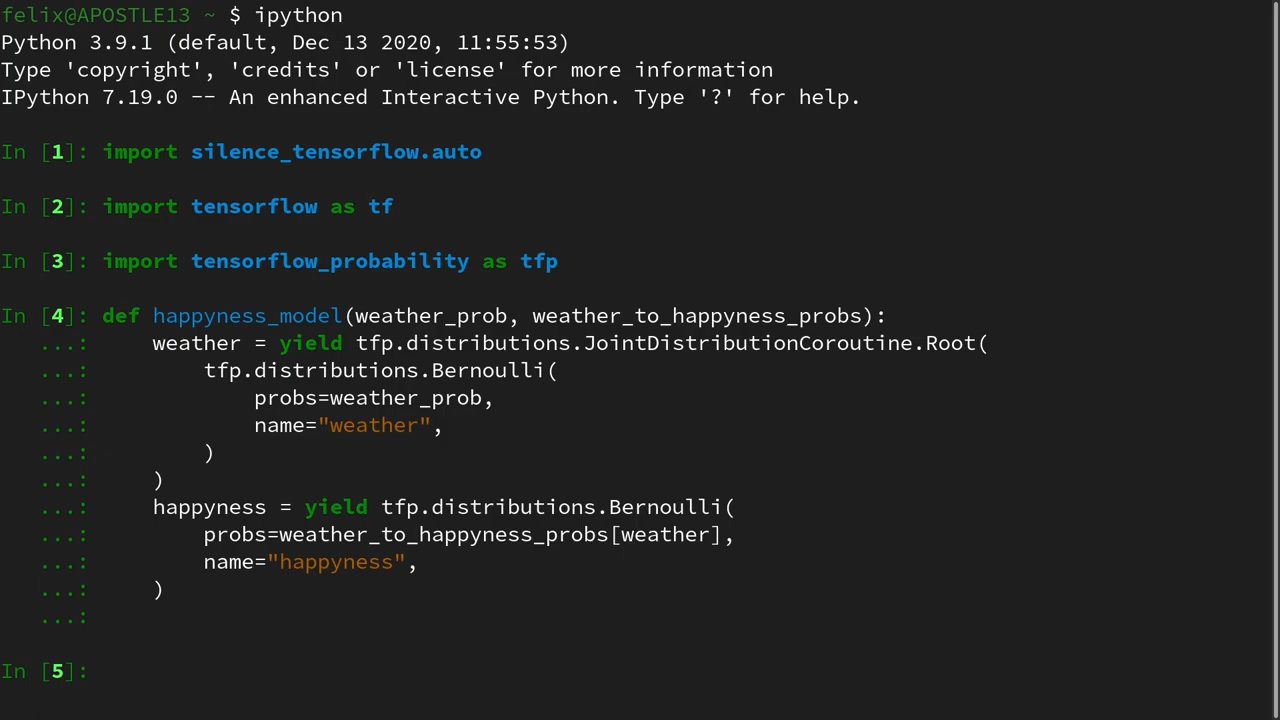 felix@APOSTLE13 ~ $ ipython
Python 3.9.1 (default, Dec 13 2020, 11:55:53)
Type 'copyright', 'credits' or 'license' for more information
IPython 7.19.0 -- An enhanced Interactive Python. Type '?' for help.
In [1]: import silence_tensorflow.auto
In [2]: import tensorflow as tf
In [3]: import tensorflow_probability as tfp
In [4]: def happyness_model(weather_prob, weather_to_happyness_probs):
   ...:     weather = yield tfp.distributions.JointDistributionCoroutine.Root(
   ...:         tfp.distributions.Bernoulli(
   ...:             probs=weather_prob,
   ...:             name="weather",
   ...:         )
   ...:     )
   ...:     happyness = yield tfp.distributions.Bernoulli(
   ...:         probs=weather_to_happyness_probs[weather],
   ...:         name="happyness",
   ...:     )
   ...:
In [5]: